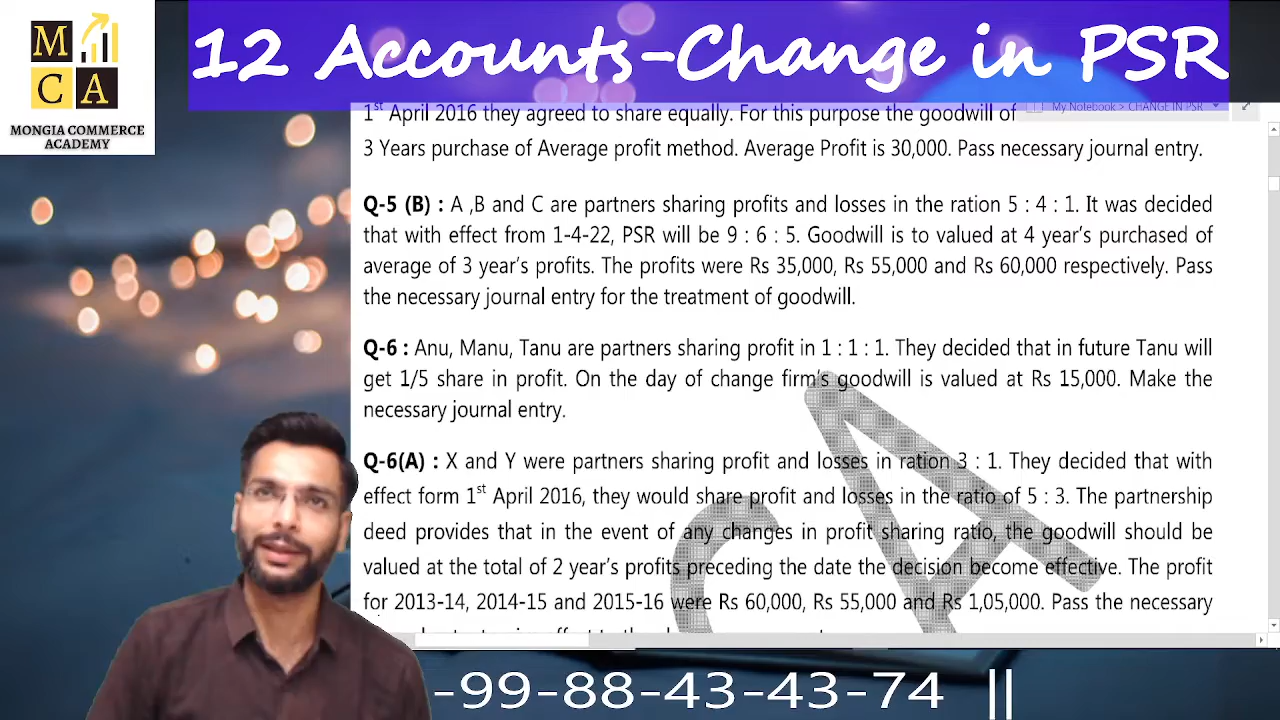 M
C A
MONGIA COMMERCE
ACADEMY
12 Accounts-Change in PSR
My Notebook > CHANGE IN PSR
1st April 2016 they agreed to share equally. For this purpose the goodwill of
3 Years purchase of Average profit method. Average Profit is 30,000. Pass necessary journal entry.
Q-5 (B) : A ,B and C are partners sharing profits and losses in the ration 5 : 4 : 1. It was decided
that with effect from 1-4-22, PSR will be 9 : 6 : 5. Goodwill is to valued at 4 year's purchased of
average of 3 year's profits. The profits were Rs 35,000, Rs 55,000 and Rs 60,000 respectively. Pass
the necessary journal entry for the treatment of goodwill.
Q-6 : Anu, Manu, Tanu are partners sharing profit in 1 : 1 : 1. They decided that in future Tanu will
get 1/5 share in profit. On the day of change firm's goodwill is valued at Rs 15,000. Make the
necessary journal entry.
Q-6(A) : X and Y were partners sharing profit and losses in ration 3 : 1. They decided that with
effect form 1st April 2016, they would share profit and losses in the ratio of 5 : 3. The partnership
deed provides that in the event of any changes in profit sharing ratio, the goodwill should be
valued at the total of 2 year's profits preceding the date the decision become effective. The profit
for 2013-14, 2014-15 and 2015-16 were Rs 60,000, Rs 55,000 and Rs 1,05,000. Pass the necessary
-99-88-43-43-74 ||